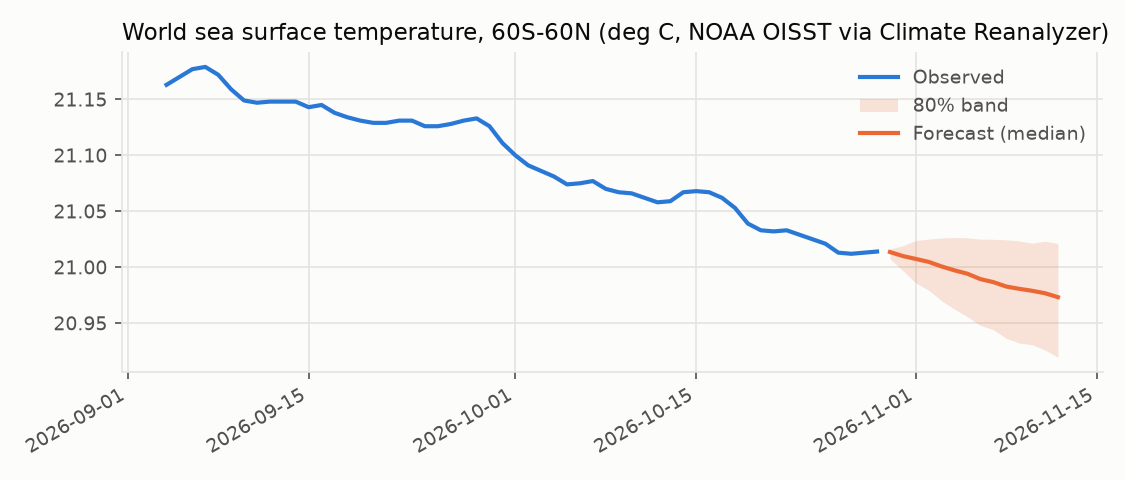 World sea surface temperature, 60S-60N (deg C, NOAA OISST via Climate Reanalyzer)
Observed
80% band
Forecast (median)
21.15
21.10
21.05
21.00
20.95
2026-09-01
2026-09-15
2026-10-01
2026-10-15
2026-11-01
2026-11-15